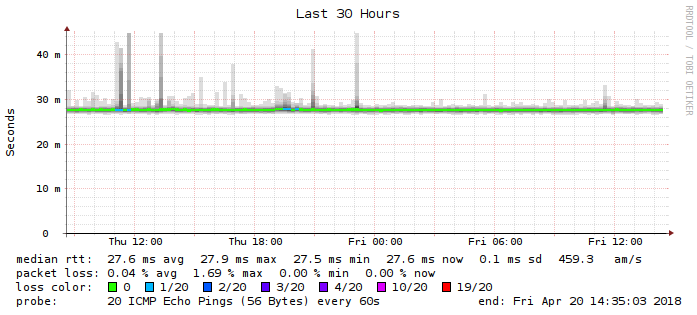 Last 30 Hours
RRDTOOL / TOBI OETIKER
Seconds
40 m
30 m
20 m
10 m
0
Thu 12:00 Thu 18:00 Fri 00:00 Fri 06:00 Fri 12:00
median rtt: 27.6 ms avg 27.9 ms max 27.5 ms min 27.6 ms now 0.1 ms sd 459.3 am/s
packet loss: 0.04 % avg 1.69 % max 0.00 % min 0.00 % now
loss color: 0 1/20 2/20 3/20 4/20 10/20 19/20
probe: 20 ICMP Echo Pings (56 Bytes) every 60s end: Fri Apr 20 14:35:03 2018